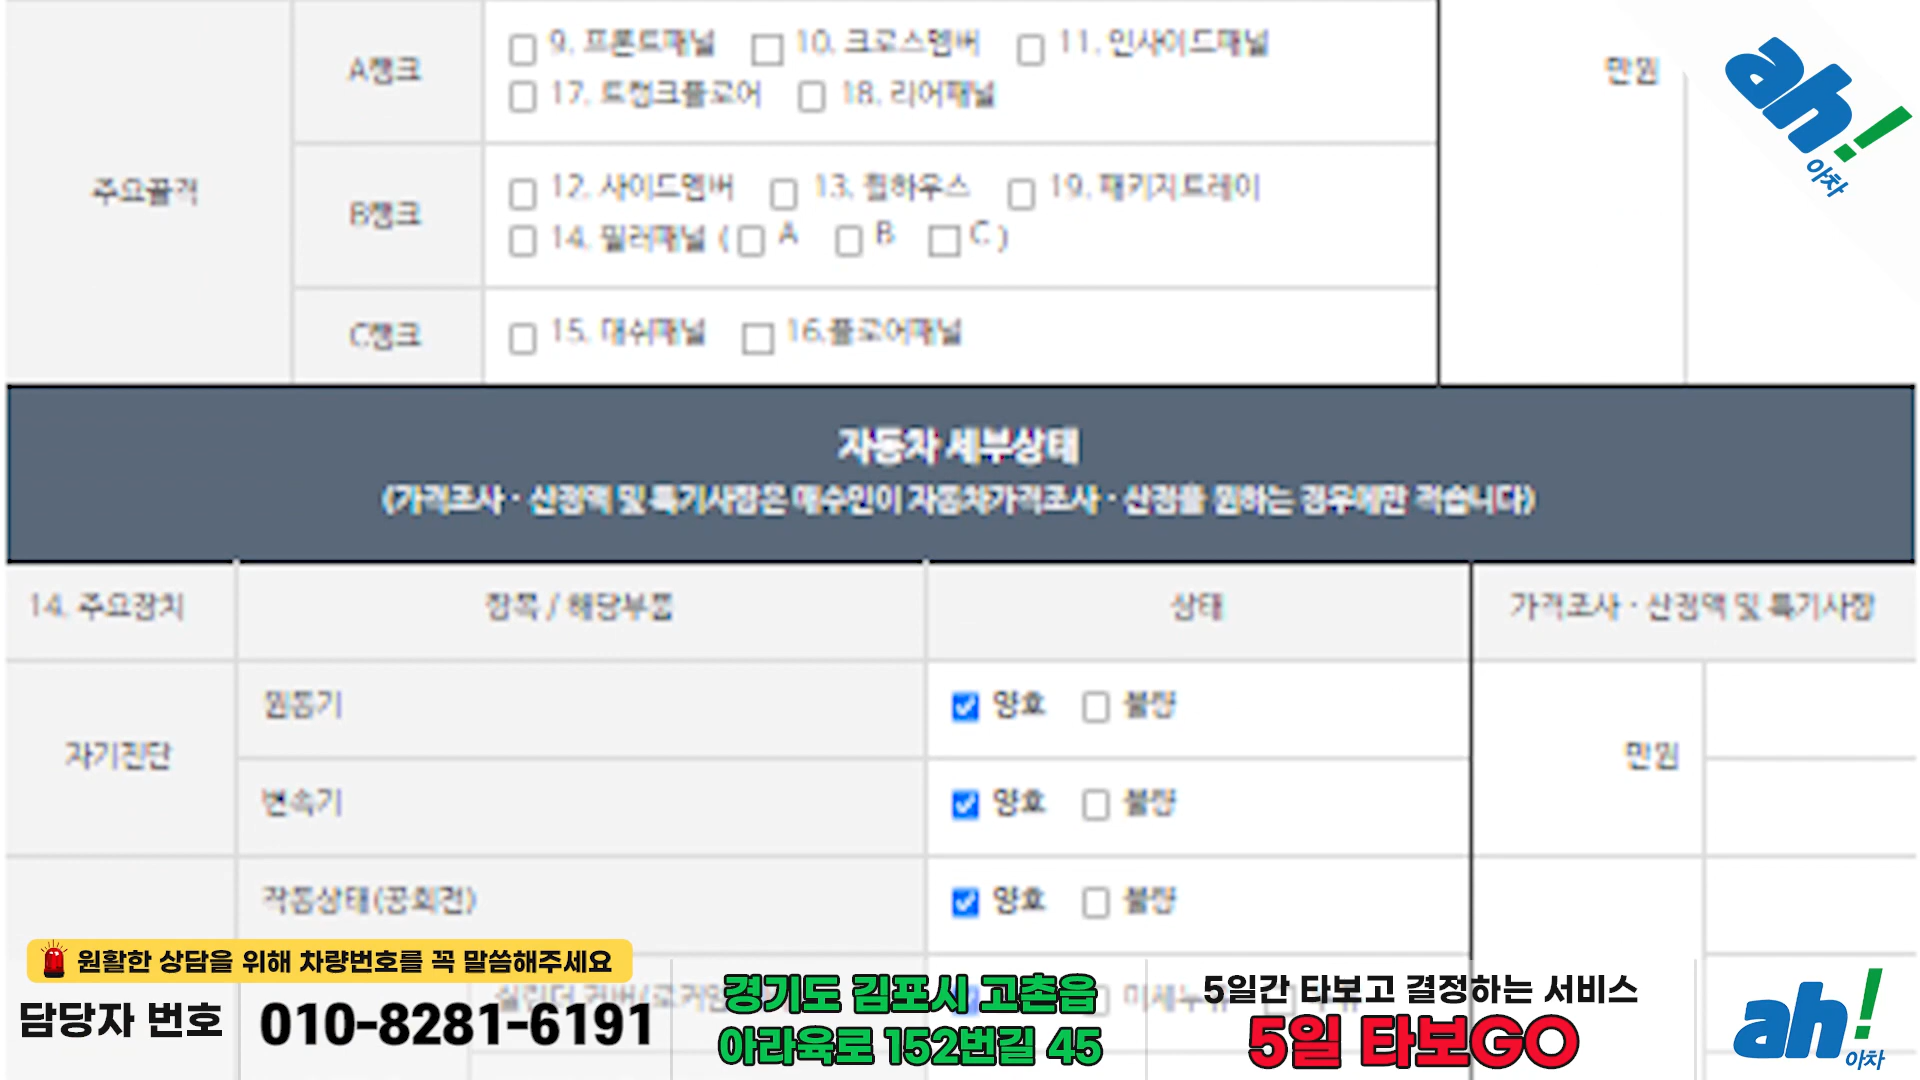 주요골격
A랭크
9. 프론트패널 10. 크로스멤버 11. 인사이드패널
17. 트렁크플로어 18. 리어패널
만원
B랭크
12. 사이드멤버 13. 휠하우스 19. 패키지트레이
14. 필러패널 ( A B C )
C랭크
15. 대쉬패널 16.플로어패널
자동차 세부상태
(가격조사 · 산정액 및 특기사항은 매수인이 자동차가격조사 · 산정을 원하는 경우에만 적습니다)
14. 주요장치 항목 / 해당부품 상태 가격조사 · 산정액 및 특기사항
자기진단
원동기 양호 불량
변속기 양호 불량
만원
작동상태(공회전) 양호 불량
미세누유
원활한 상담을 위해 차량번호를 꼭 말씀해주세요
담당자 번호 010-8281-6191
경기도 김포시 고촌읍
아라육로 152번길 45
5일간 타보고 결정하는 서비스
5일 타보GO
ah!
아차
ah!
아차